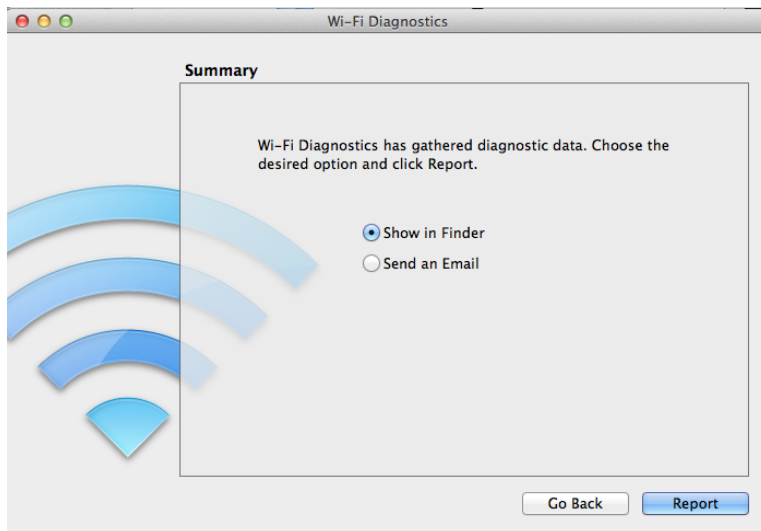 Wi-Fi Diagnostics
Summary
Wi-Fi Diagnostics has gathered diagnostic data. Choose the
desired option and click Report.
Show in Finder
Send an Email
Go Back
Report